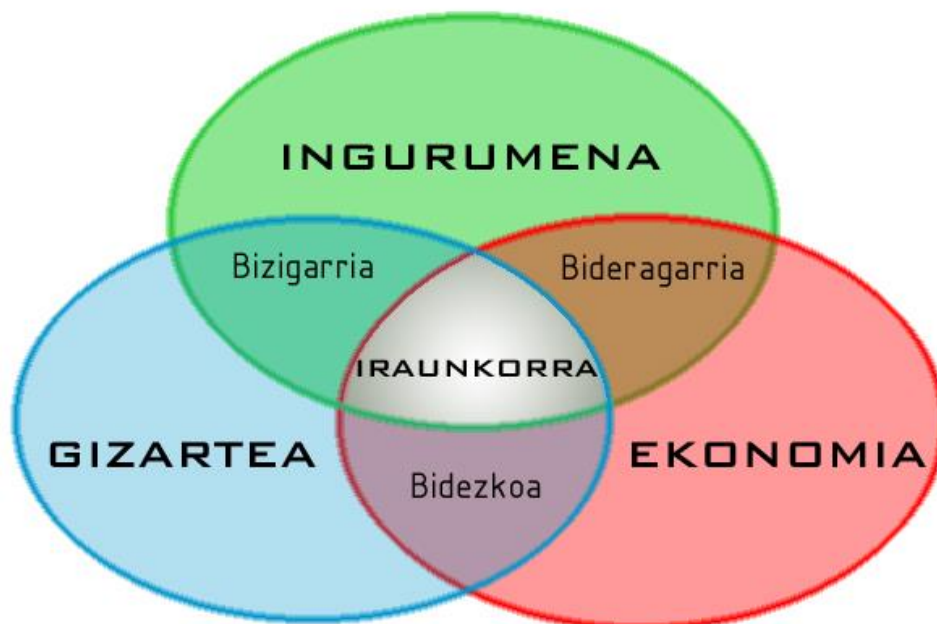 INGURUMENA
Bizigarria
Bideragarria
IRAUNKORRA
GIZARTEA
EKONOMIA
Bidezkoa